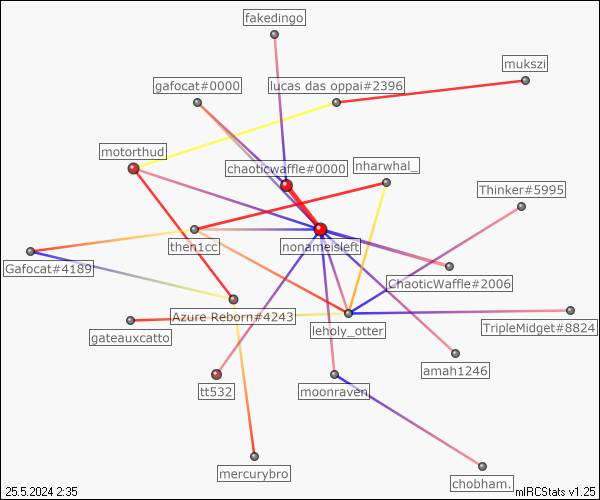 fakedingo
mukszi
gafocat#0000
lucas das oppai#2396
motorthud
chaoticwaffle#0000
nharwhal_
Thinker#5995
then1cc
nonameisleft
Gafocat#4189
ChaoticWaffle#2006
Azure Reborn#4243
leholy_otter
TripleMidget#8824
gateauxcatto
amah1246
tt532
moonraven
mercurybro
chobham.
25.5.2024 2:35
mIRCStats v1.25